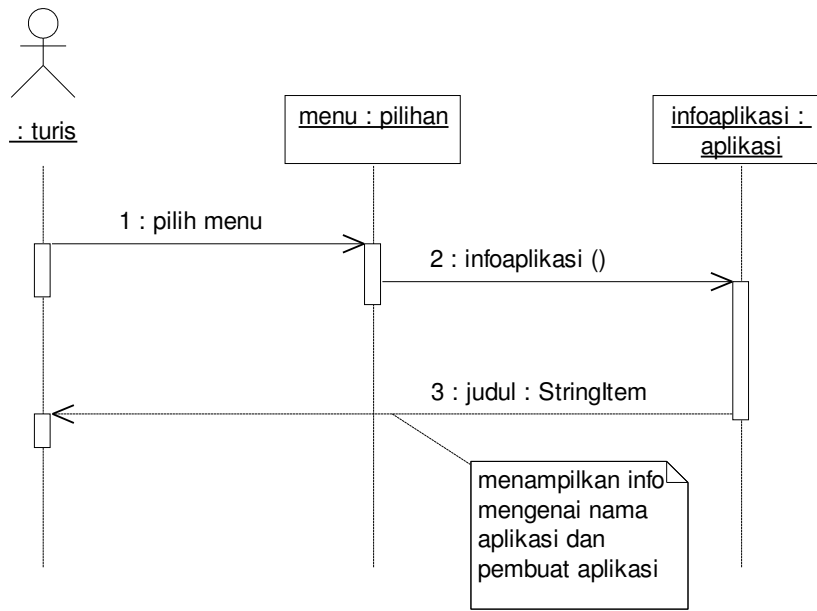 : turis
menu : pilihan
infoaplikasi :
aplikasi
1 : pilih menu
2 : infoaplikasi ()
3 : judul : StringItem
menampilkan info
mengenai nama
aplikasi dan
pembuat aplikasi